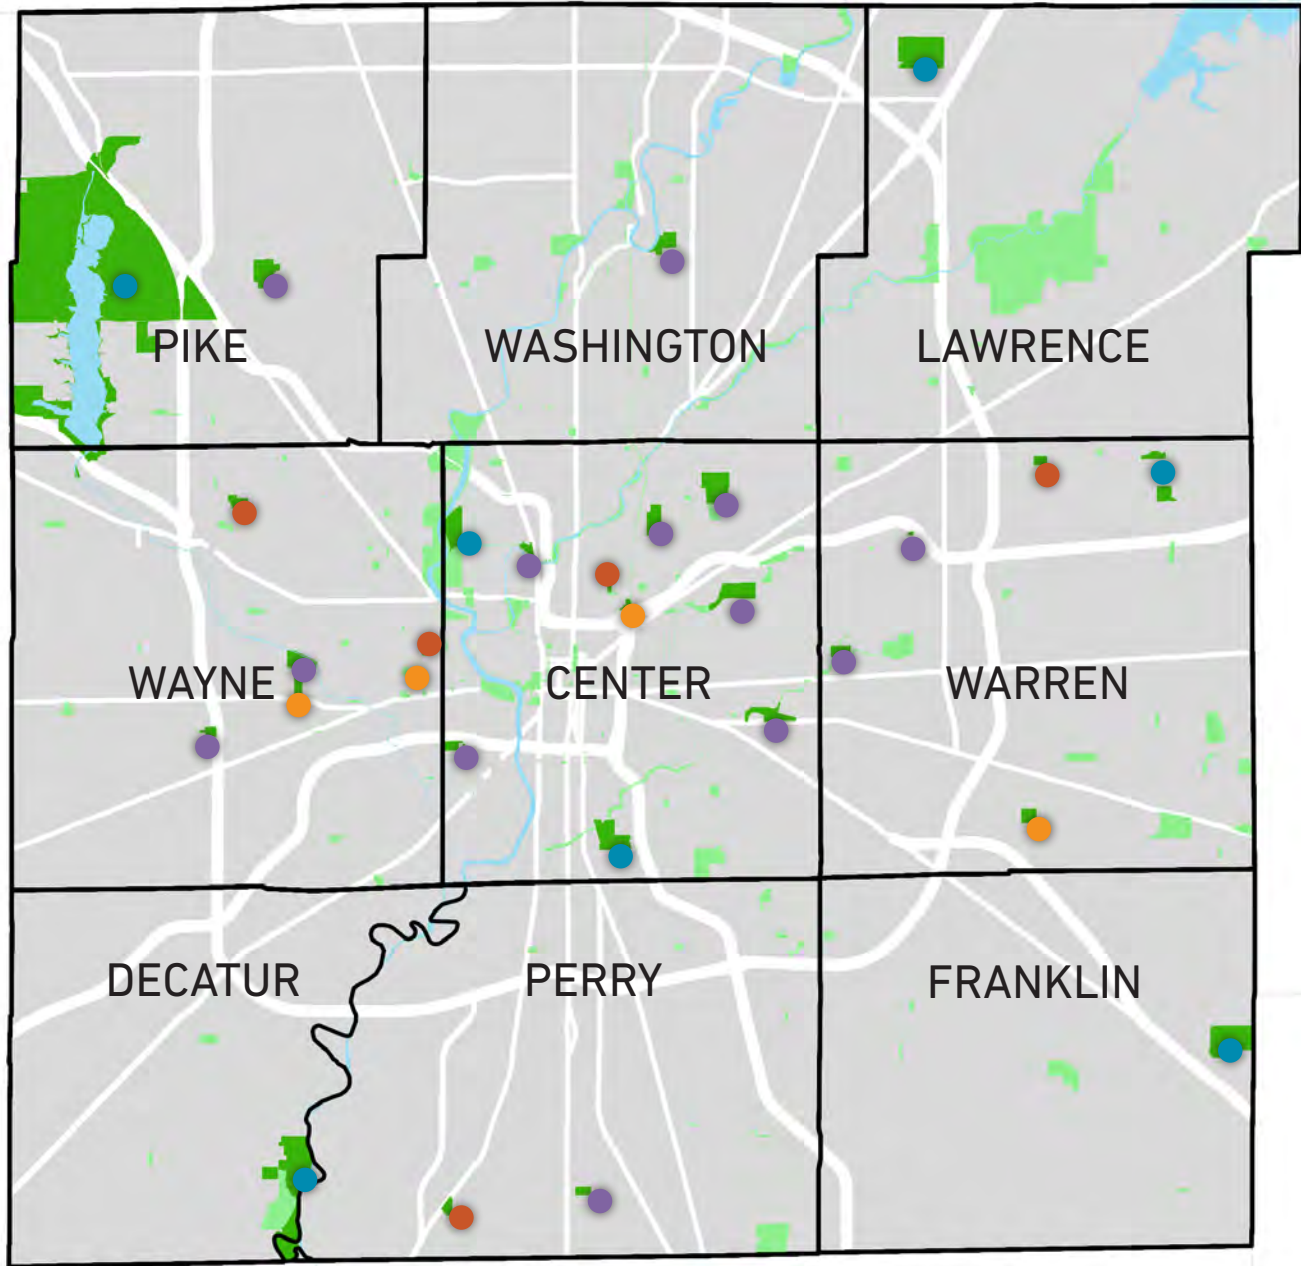 PIKE
WASHINGTON
LAWRENCE
WAYNE
CENTER
WARREN
DECATUR
PERRY
FRANKLIN